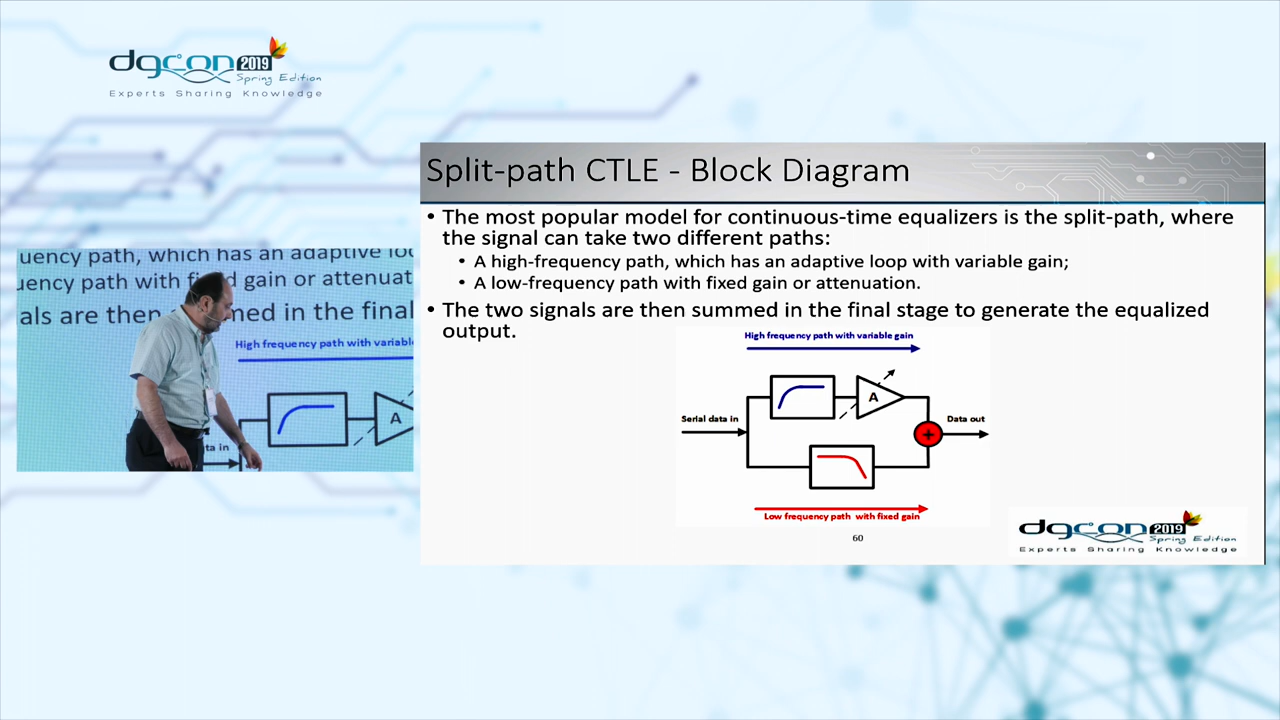 dgcon 2019
Spring Edition
Experts Sharing Knowledge
Split-path CTLE - Block Diagram
• The most popular model for continuous-time equalizers is the split-path, where
the signal can take two different paths:
• A high-frequency path, which has an adaptive loop with variable gain;
• A low-frequency path with fixed gain or attenuation.
• The two signals are then summed in the final stage to generate the equalized
output.
High frequency path with variable gain
A
Serial data in
+
Data out
Low frequency path with fixed gain
60
dgcon 2019
Spring Edition
Experts Sharing Knowledge
uency path, which has an adaptive
uency path with gain or attenuat
als are then med in the final
High frequency path with variabl
A
ta in